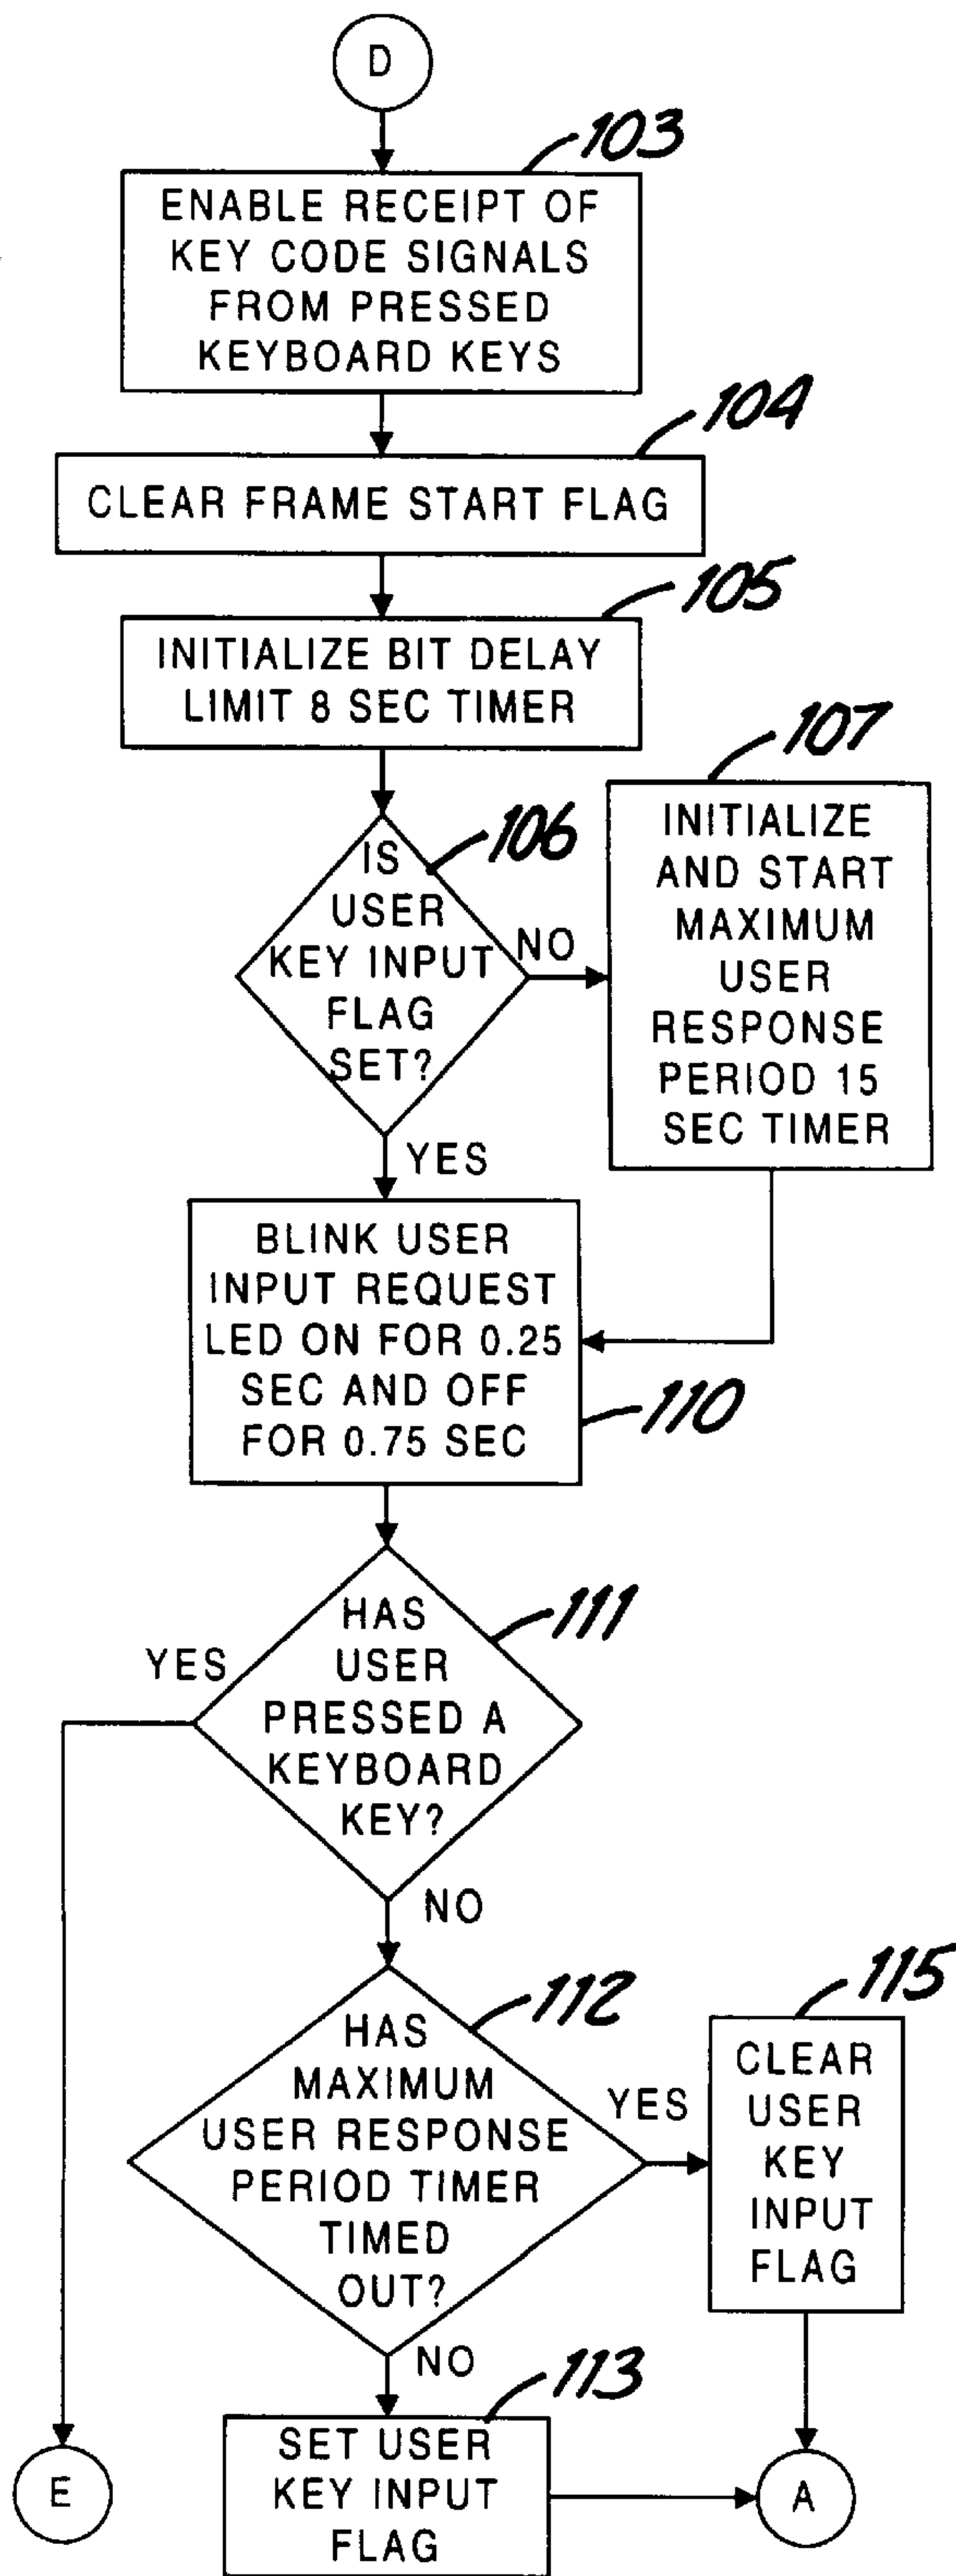 D
103
ENABLE RECEIPT OF
KEY CODE SIGNALS
FROM PRESSED
KEYBOARD KEYS
104
CLEAR FRAME START FLAG
105
INITIALIZE BIT DELAY
LIMIT 8 SEC TIMER
106
IS
USER
KEY INPUT
FLAG
SET?
NO
YES
107
INITIALIZE
AND START
MAXIMUM
USER
RESPONSE
PERIOD 15
SEC TIMER
BLINK USER
INPUT REQUEST
LED ON FOR 0.25
SEC AND OFF
FOR 0.75 SEC
110
111
HAS
USER
PRESSED A
KEYBOARD
KEY?
YES
NO
112
HAS
MAXIMUM
USER RESPONSE
PERIOD TIMER
TIMED
OUT?
YES
NO
115
CLEAR
USER
KEY
INPUT
FLAG
113
SET USER
KEY INPUT
FLAG
E
A